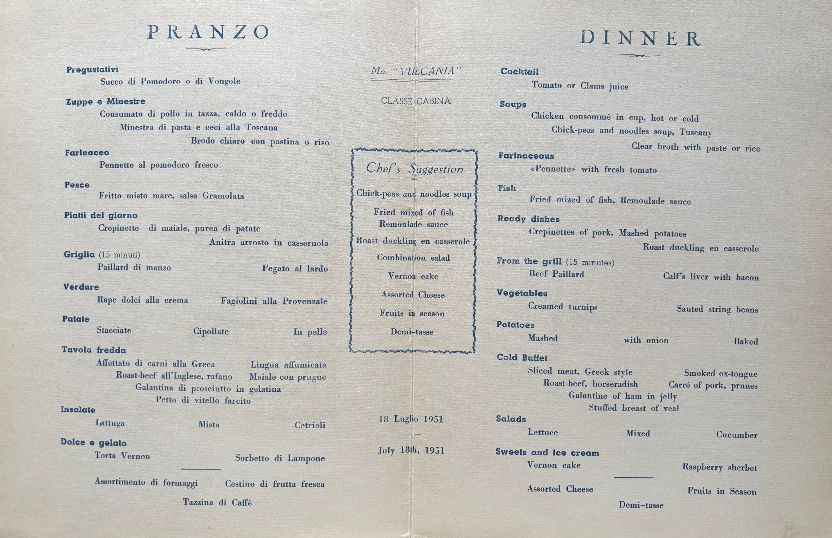 PRANZO
Pregustativi
Succo di Pomodoro o di Vongole
Zuppe e Minestre
Consumato di pollo in tazza, caldo o freddo
Minestra di pasta e ceci alla Toscana
Brodo chiaro con pastina o riso
Farinaceo
Pennette al pomodoro fresco
Pesce
Fritto misto mare, salsa Gramolata
Piatti del giorno
Crepinette di maiale, purea di patate
Anitra arrosto in casseruola
Griglia (15 minuti)
Paillard di manzo Fegato al lardo
Verdure
Rape dolci alla crema Fagiolini alla Provenzale
Patate
Stacciate Cipollate In pelle
Tavola fredda
Affettato di carni alla Greca Lingua affumicata
Roast-beef all'Inglese, rafano Maiale con prugne
Galantina di prosciutto in gelatina
Petto di vitello farcito
Insalate
Lattuga Mista Cetrioli
Dolce e gelato
Torta Vernon Sorbetto di Lampone
Assortimento di formaggi Cestino di frutta fresca
Tazzina di Caffè
Mn. "VULCANIA"
CLASSE CABINA
Chef's Suggestion
Chick-peas and noodles soup
Fried mixed of fish
Remoulade sauce
Roast duckling en casserole
Combination salad
Vernon cake
Assorted Cheese
Fruits in season
Demi-tasse
18 Luglio 1951
July 18th, 1951
DINNER
Cocktail
Tomato or Clams juice
Soups
Chicken consommé in cup, hot or cold
Chick-peas and noodles soup, Tuscany
Clear broth with paste or rice
Farinaceous
«Pennette» with fresh tomato
Fish
Fried mixed of fish, Remoulade sauce
Ready dishes
Crepinettes of pork, Mashed potatoes
Roast duckling en casserole
From the grill (15 minutes)
Beef Paillard Calf's liver with bacon
Vegetables
Creamed turnips Sauted string beans
Potatoes
Mashed with onion Baked
Cold Buffet
Sliced meat, Greek style Smoked ox-tongue
Roast-beef, horseradish Carré of pork, prunes
Galantine of ham in jelly
Stuffed breast of veal
Salads
Lettuce Mixed Cucumber
Sweets and ice cream
Vernon cake Raspberry sherbet
Assorted Cheese Fruits in Season
Demi-tasse